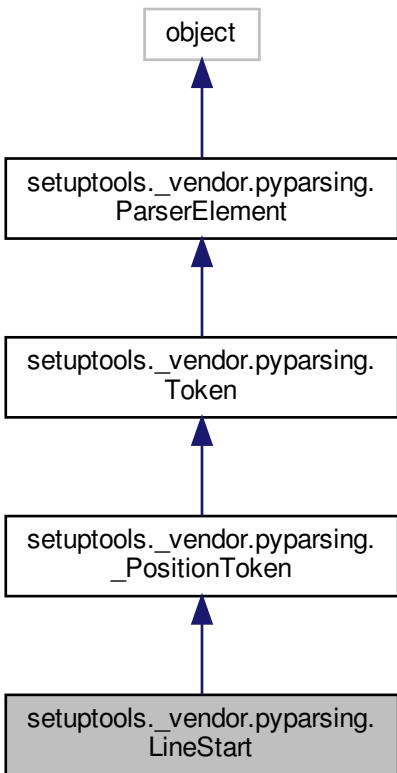 object
setuptools._vendor.pyparsing.
ParserElement
setuptools._vendor.pyparsing.
Token
setuptools._vendor.pyparsing.
_PositionToken
setuptools._vendor.pyparsing.
LineStart